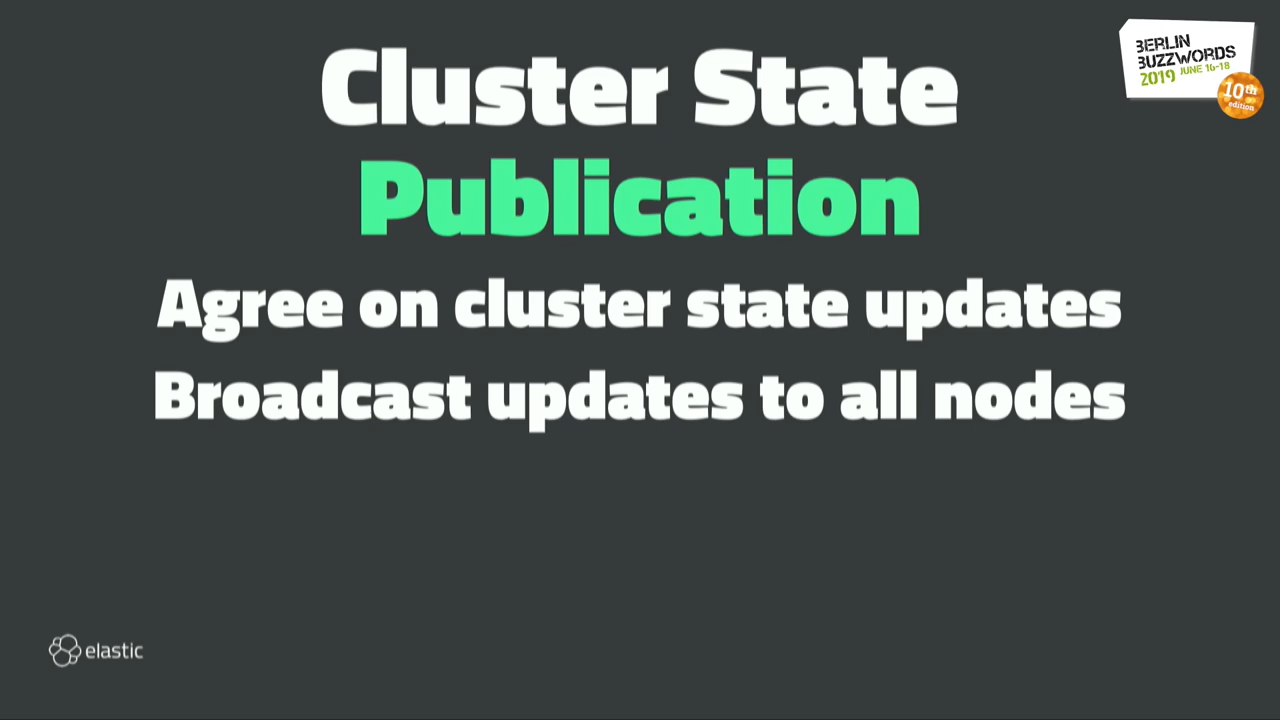 Cluster State
Publication
Agree on cluster state updates
Broadcast updates to all nodes
BERLIN
BUZZWORDS
2019 JUNE 16-18
10th
edition
elastic